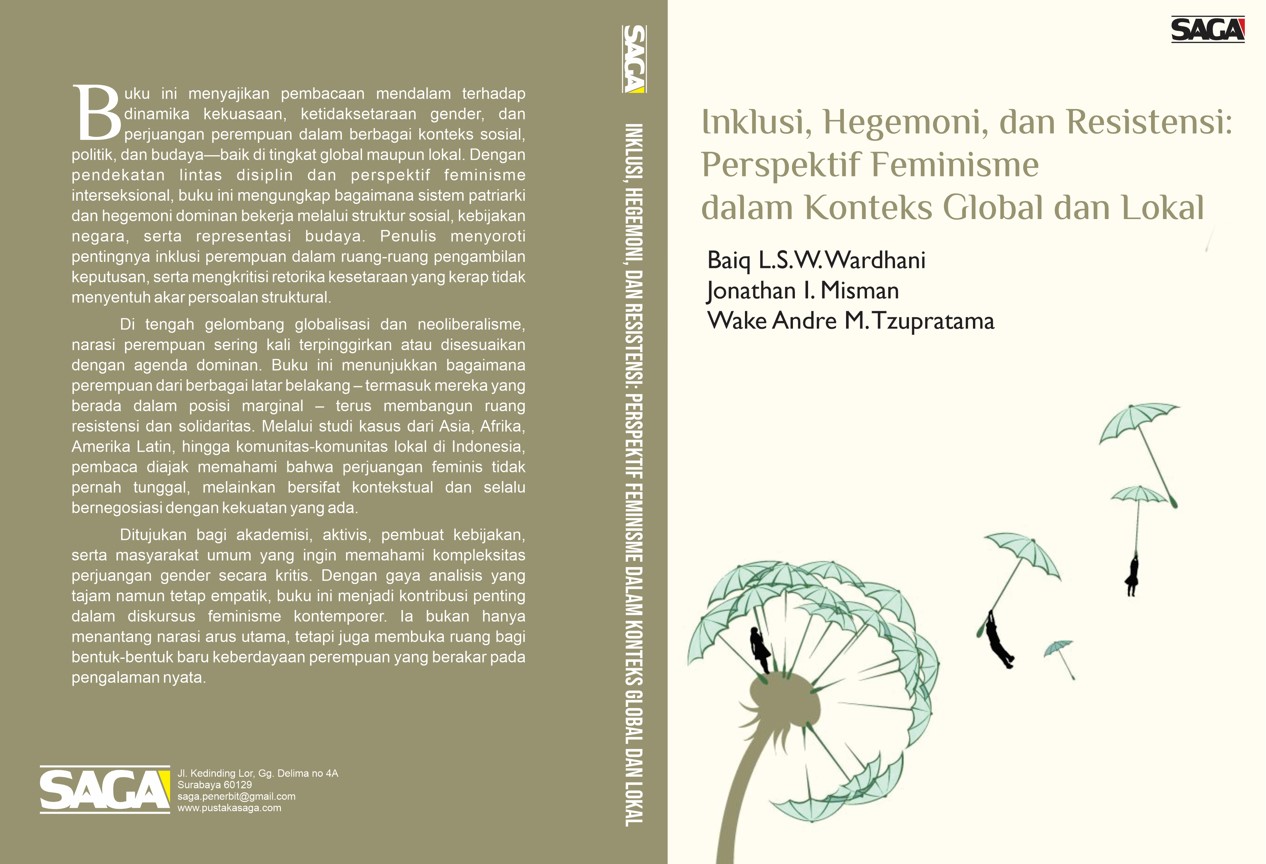 Buku ini menyajikan pembacaan mendalam terhadap
dinamika kekuasaan, ketidaksetaraan gender, dan
perjuangan perempuan dalam berbagai konteks sosial,
politik, dan budaya—baik di tingkat global maupun lokal. Dengan
pendekatan lintas disiplin dan perspektif feminisme
interseksional, buku ini mengungkap bagaimana sistem patriarki
dan hegemoni dominan bekerja melalui struktur sosial, kebijakan
negara, serta representasi budaya. Penulis menyoroti
pentingnya inklusi perempuan dalam ruang-ruang pengambilan
keputusan, serta mengkritisi retorika kesetaraan yang kerap tidak
menyentuh akar persoalan struktural.
Di tengah gelombang globalisasi dan neoliberalisme,
narasi perempuan sering kali terpinggirkan atau disesuaikan
dengan agenda dominan. Buku ini menunjukkan bagaimana
perempuan dari berbagai latar belakang – termasuk mereka yang
berada dalam posisi marginal – terus membangun ruang
resistensi dan solidaritas. Melalui studi kasus dari Asia, Afrika,
Amerika Latin, hingga komunitas-komunitas lokal di Indonesia,
pembaca diajak memahami bahwa perjuangan feminis tidak
pernah tunggal, melainkan bersifat kontekstual dan selalu
bernegosiasi dengan kekuatan yang ada.
Ditujukan bagi akademisi, aktivis, pembuat kebijakan,
serta masyarakat umum yang ingin memahami kompleksitas
perjuangan gender secara kritis. Dengan gaya analisis yang
tajam namun tetap empatik, buku ini menjadi kontribusi penting
dalam diskursus feminisme kontemporer. Ia bukan hanya
menantang narasi arus utama, tetapi juga membuka ruang bagi
bentuk-bentuk baru keberdayaan perempuan yang berakar pada
pengalaman nyata.
SAGA
Jl. Kedinding Lor, Gg. Delima no 4A
Surabaya 60129
saga.penerbit@gmail.com
www.pustakasaga.com
SAGA
INKLUSI, HEGEMONI, DAN RESISTENSI: PERSPEKTIF FEMINISME DALAM KONTEKS GLOBAL DAN LOKAL
SAGA
Inklusi, Hegemoni, dan Resistensi:
Perspektif Feminisme
dalam Konteks Global dan Lokal
Baiq L.S.W. Wardhani
Jonathan I. Misman
Wake Andre M. Tzupratama